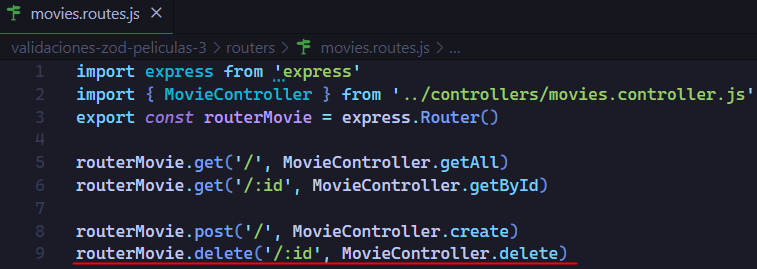 movies.routes.js ×
validaciones-zod-peliculas-3 > routers > movies.routes.js > ...
1 import express from 'express'
2 import { MovieController } from '../controllers/movies.controller.js'
3 export const routerMovie = express.Router()
4
5 routerMovie.get('/', MovieController.getAll)
6 routerMovie.get('/:id', MovieController.getById)
7
8 routerMovie.post('/', MovieController.create)
9 routerMovie.delete('/:id', MovieController.delete)